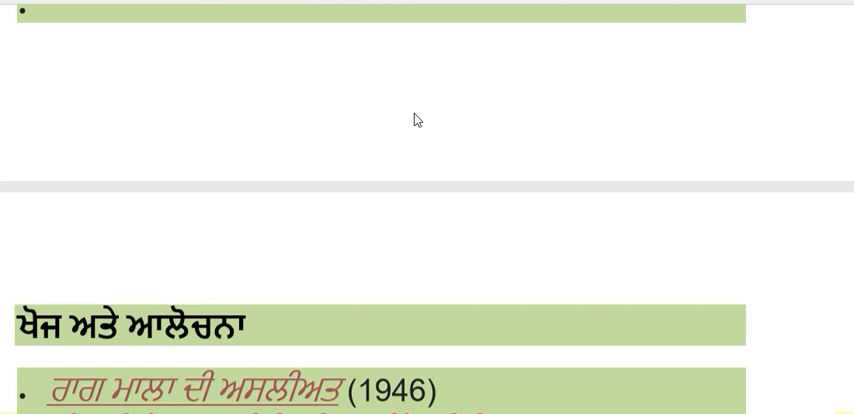 •
ਖੋਜ ਅਤੇ ਆਲੋਚਨਾ
• ਰਾਗ ਮਾਲਾ ਦੀ ਅਸਲੀਅਤ (1946)